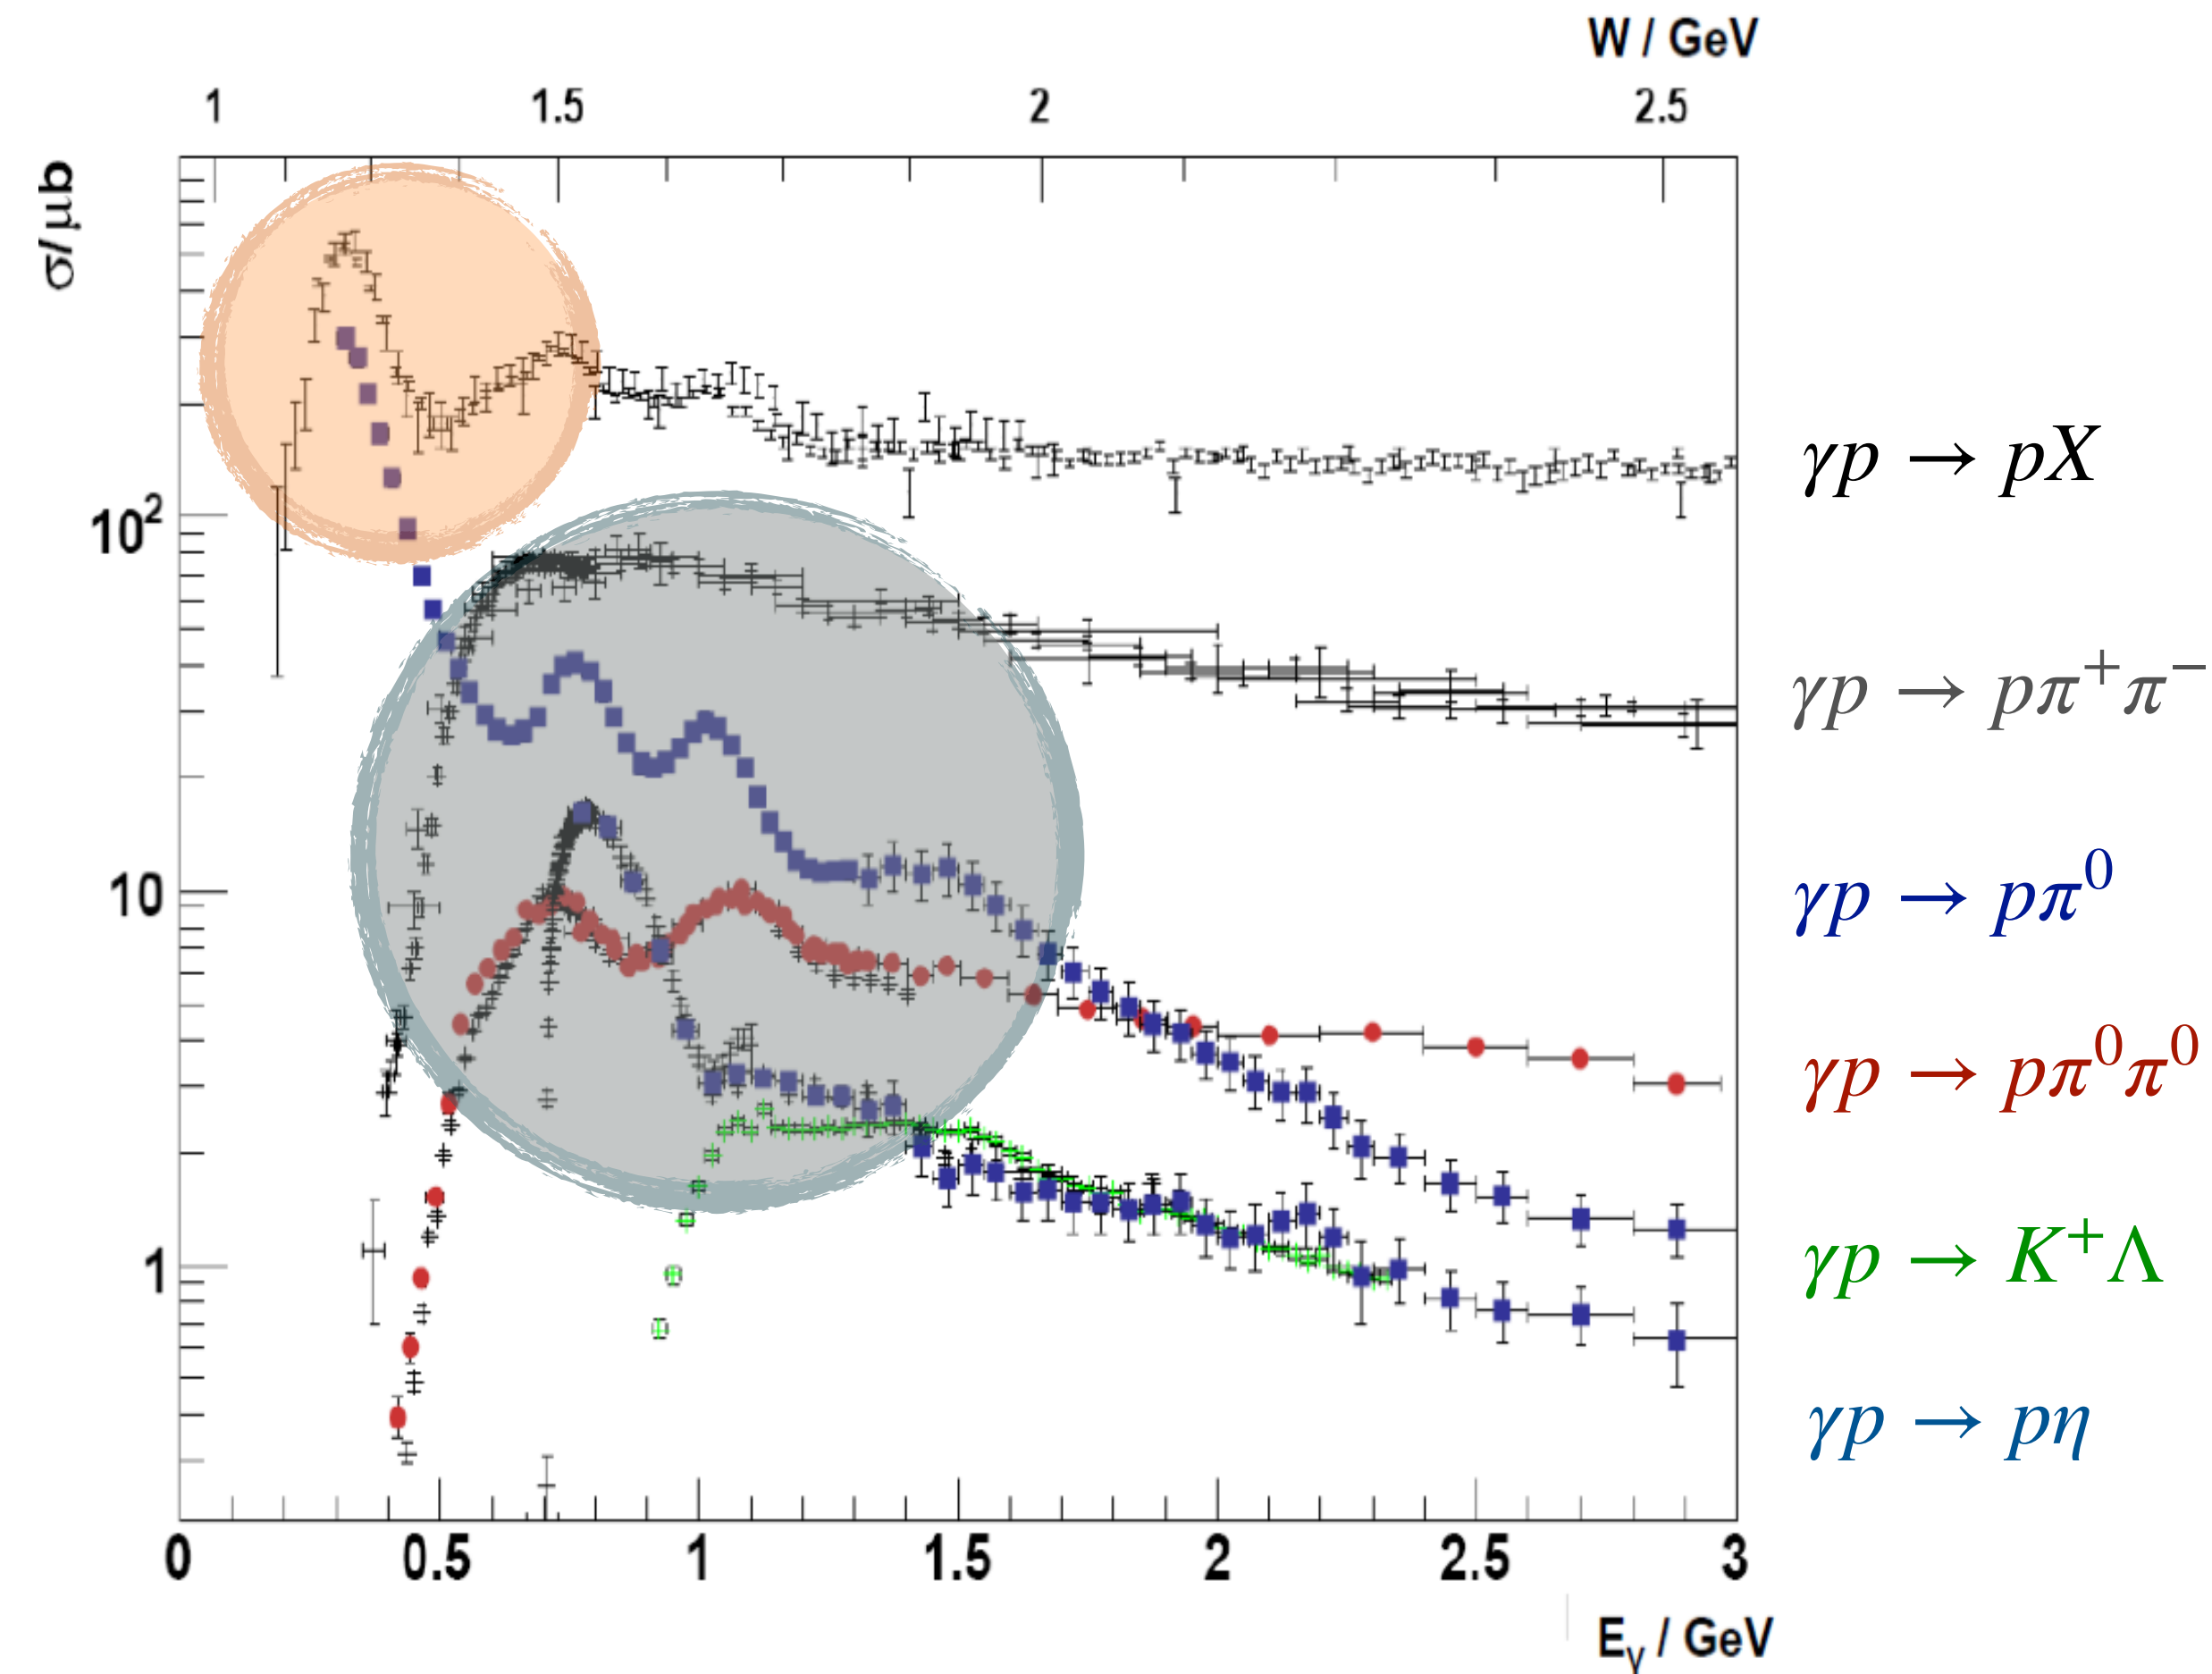 W / GeV
1 1.5 2 2.5
σ/μb
10²
10
1
0 0.5 1 1.5 2 2.5 3
E_γ / GeV
γp → pX
γp → pπ⁺π⁻
γp → pπ⁰
γp → pπ⁰π⁰
γp → K⁺Λ
γp → pη